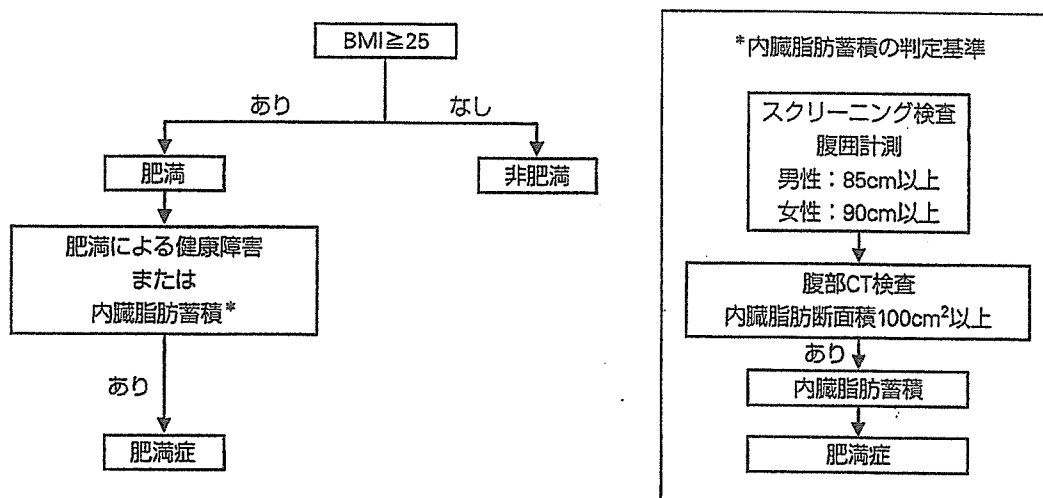 BMI≧25
あり
なし
肥満
非肥満
肥満による健康障害
または
内臓脂肪蓄積*
あり
肥満症
*内臓脂肪蓄積の判定基準
スクリーニング検査
腹囲計測
男性：85cm以上
女性：90cm以上
腹部CT検査
内臓脂肪断面積100cm²以上
あり
内臓脂肪蓄積
肥満症